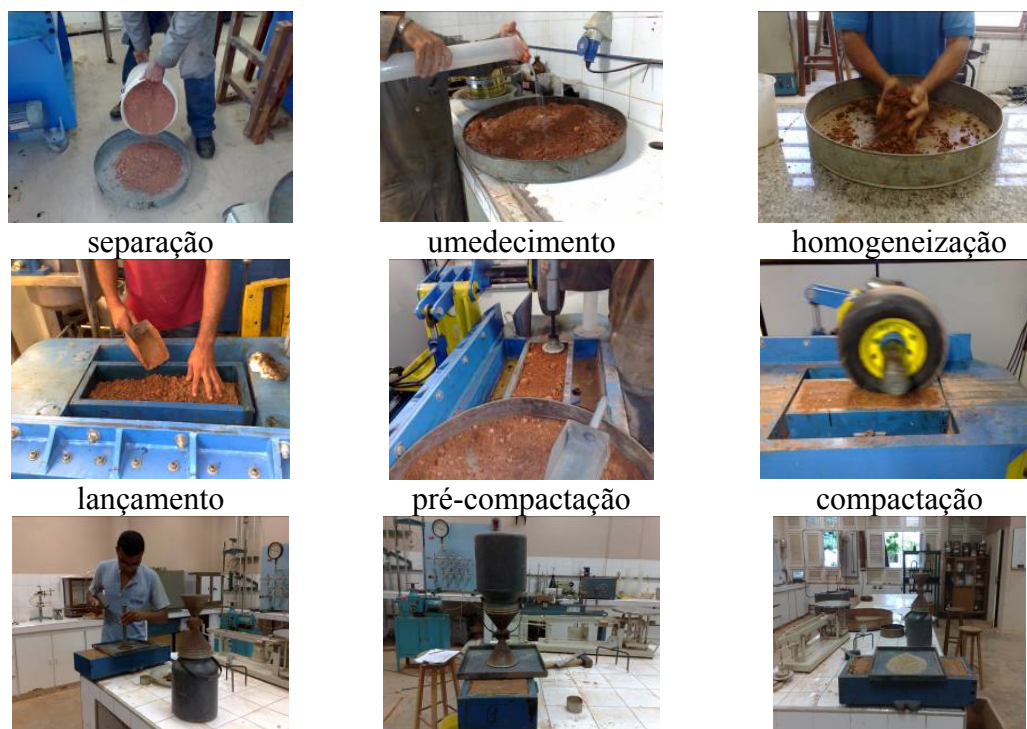 separação
umedecimento
homogeneização
lançamento
pré-compactação
compactação